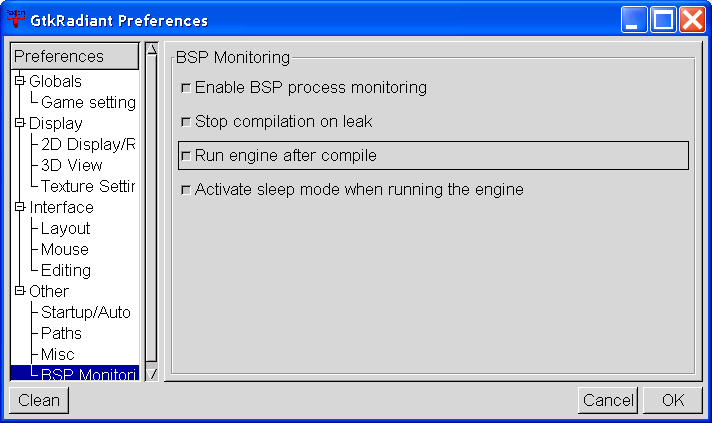 GtkRadiant Preferences
Preferences
Globals
Game setting
Display
2D Display/R
3D View
Texture Settin
Interface
Layout
Mouse
Editing
Other
Startup/Auto
Paths
Misc
BSP Monitori
BSP Monitoring
Enable BSP process monitoring
Stop compilation on leak
Run engine after compile
Activate sleep mode when running the engine
Clean
Cancel
OK